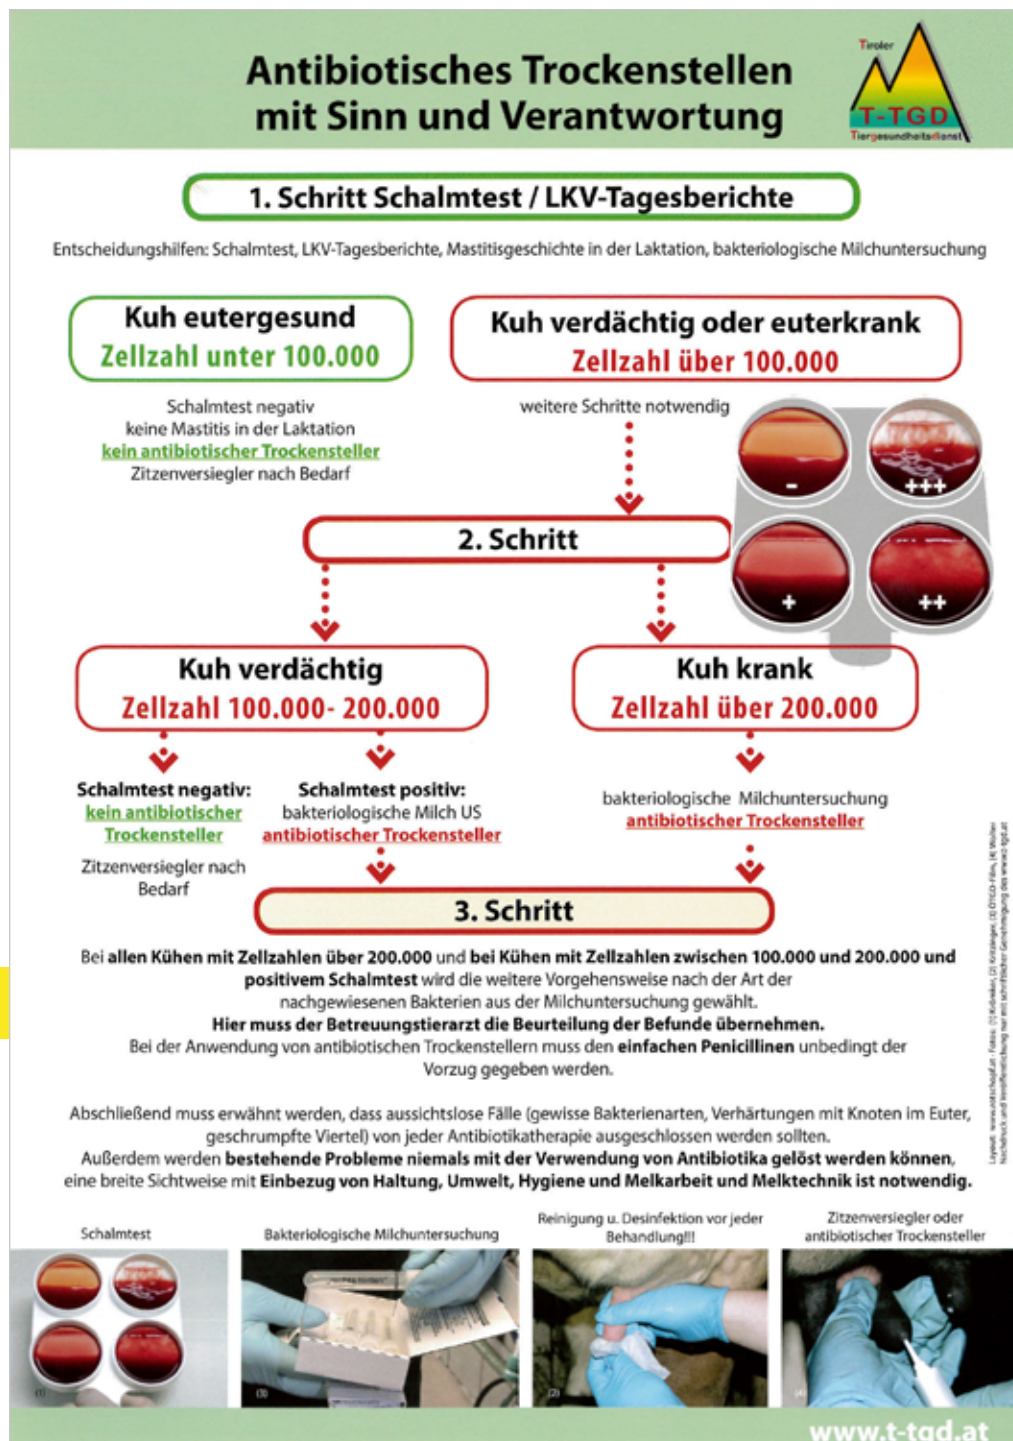 Antibiotisches Trockenstellen
mit Sinn und Verantwortung
Tiroler
T-TGD
Tiergesundheitsdienst
1. Schritt Schalmtest / LKV-Tagesberichte
Entscheidungshilfen: Schalmtest, LKV-Tagesberichte, Mastitisgeschichte in der Laktation, bakteriologische Milchuntersuchung
Kuh eutergesund
Zellzahl unter 100.000
Schalmtest negativ
keine Mastitis in der Laktation
kein antibiotischer Trockensteller
Zitzenversiegler nach Bedarf
Kuh verdächtig oder euterkrank
Zellzahl über 100.000
weitere Schritte notwendig
-
+++
+
++
2. Schritt
Kuh verdächtig
Zellzahl 100.000- 200.000
Kuh krank
Zellzahl über 200.000
Schalmtest negativ:
kein antibiotischer
Trockensteller
Zitzenversiegler nach
Bedarf
Schalmtest positiv:
bakteriologische Milch US
antibiotischer Trockensteller
bakteriologische Milchuntersuchung
antibiotischer Trockensteller
3. Schritt
Bei allen Kühen mit Zellzahlen über 200.000 und bei Kühen mit Zellzahlen zwischen 100.000 und 200.000 und
positivem Schalmtest wird die weitere Vorgehensweise nach der Art der
nachgewiesenen Bakterien aus der Milchuntersuchung gewählt.
Hier muss der Betreuungstierarzt die Beurteilung der Befunde übernehmen.
Bei der Anwendung von antibiotischen Trockenstellern muss den einfachen Penicillinen unbedingt der
Vorzug gegeben werden.
Abschließend muss erwähnt werden, dass aussichtslose Fälle (gewisse Bakterienarten, Verhärtungen mit Knoten im Euter,
geschrumpfte Viertel) von jeder Antibiotikatherapie ausgeschlossen werden sollten.
Außerdem werden bestehende Probleme niemals mit der Verwendung von Antibiotika gelöst werden können,
eine breite Sichtweise mit Einbezug von Haltung, Umwelt, Hygiene und Melkarbeit und Melktechnik ist notwendig.
Schalmtest
Bakteriologische Milchuntersuchung
Reinigung u. Desinfektion vor jeder
Behandlung!!!
Zitzenversiegler oder
antibiotischer Trockensteller
(1)
(3)
(2)
(4)
www.t-tgd.at